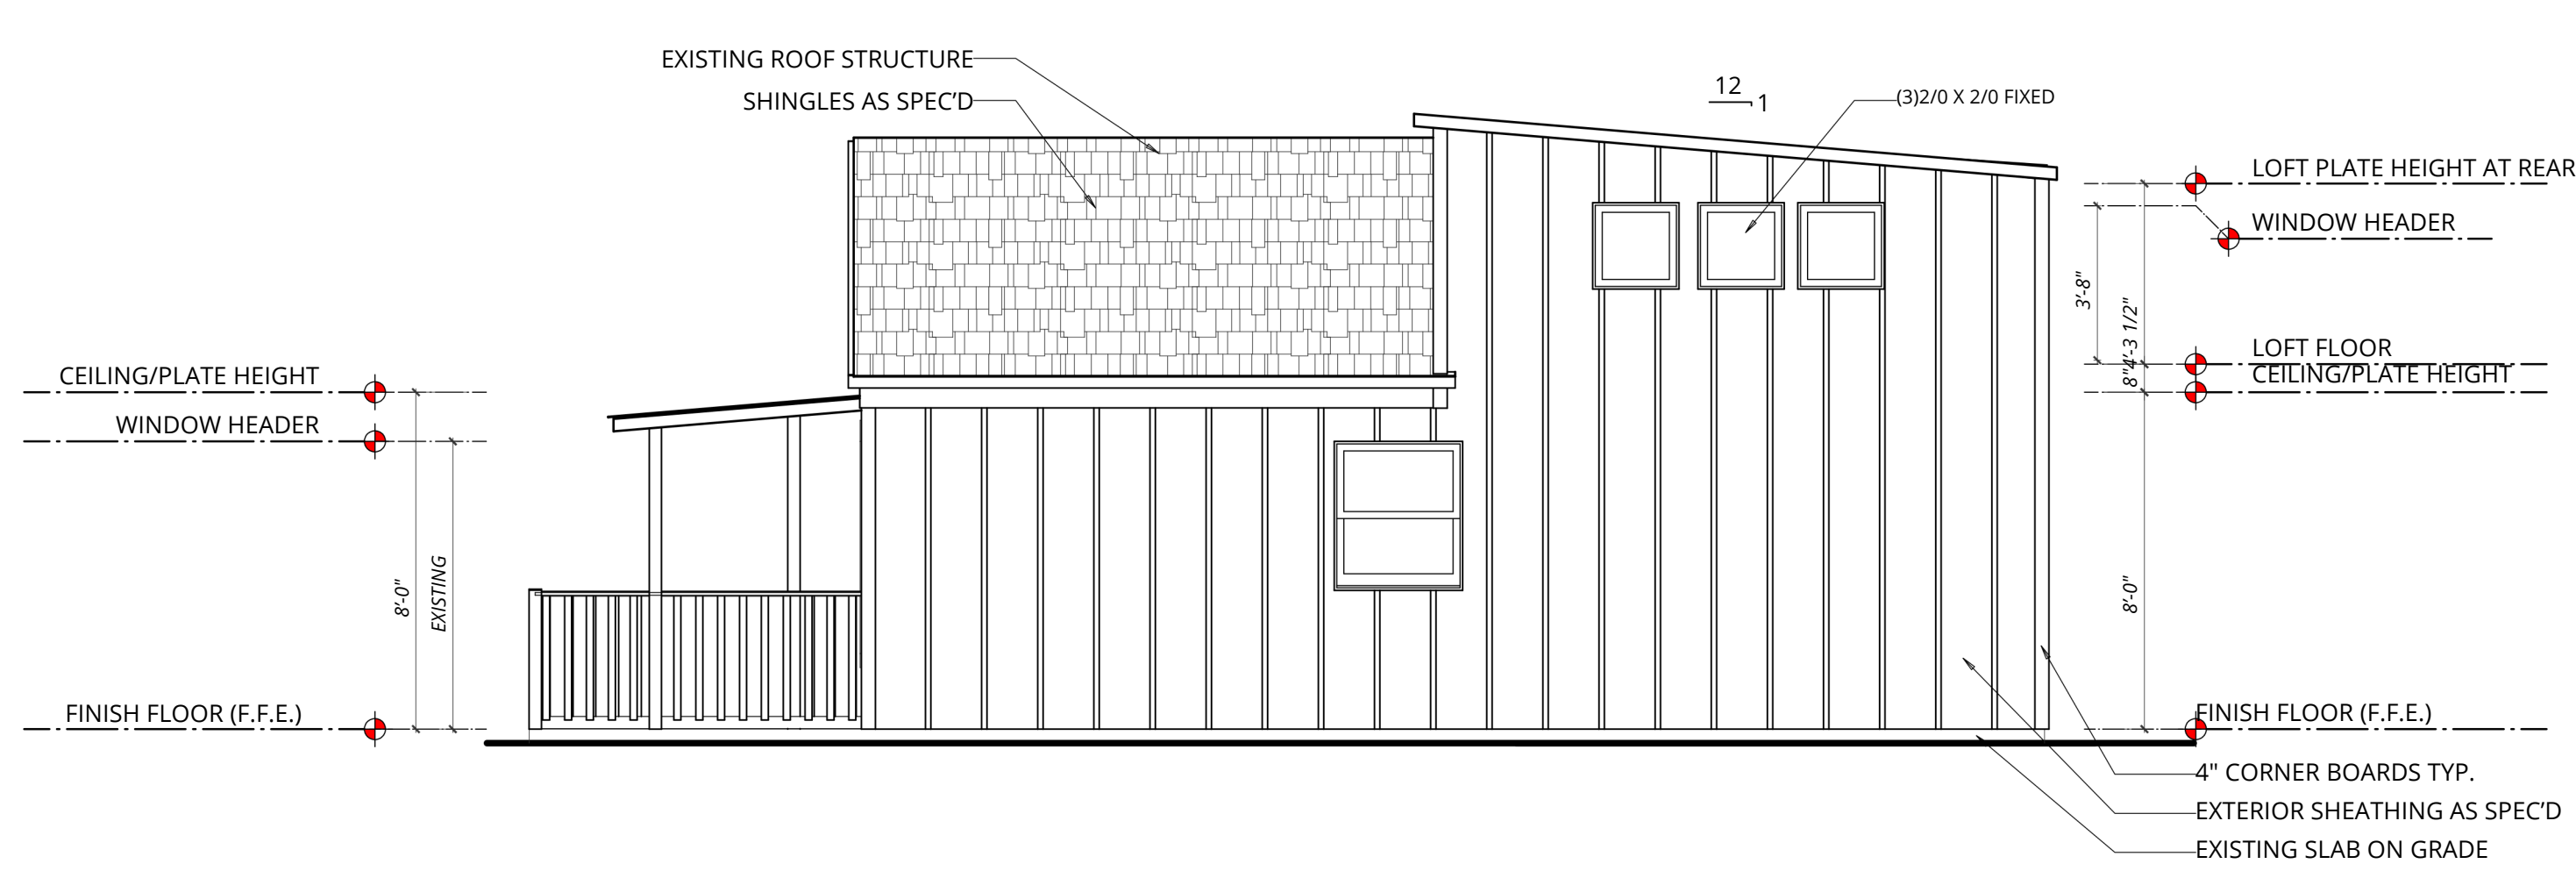 EXISTING ROOF STRUCTURE
SHINGLES AS SPEC'D
12
1
(3)2/0 X 2/0 FIXED
LOFT PLATE HEIGHT AT REAR
WINDOW HEADER
3'-8"
4'-3 1/2"
8"
LOFT FLOOR
CEILING/PLATE HEIGHT
CEILING/PLATE HEIGHT
WINDOW HEADER
8'-0"
EXISTING
8'-0"
FINISH FLOOR (F.F.E.)
FINISH FLOOR (F.F.E.)
4" CORNER BOARDS TYP.
EXTERIOR SHEATHING AS SPEC'D
EXISTING SLAB ON GRADE